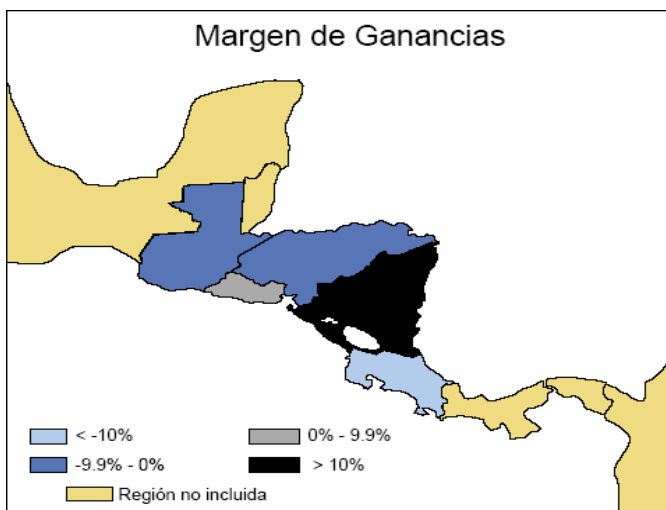 Margen de Ganancias
< -10%
0% - 9.9%
-9.9% - 0%
> 10%
Región no incluida